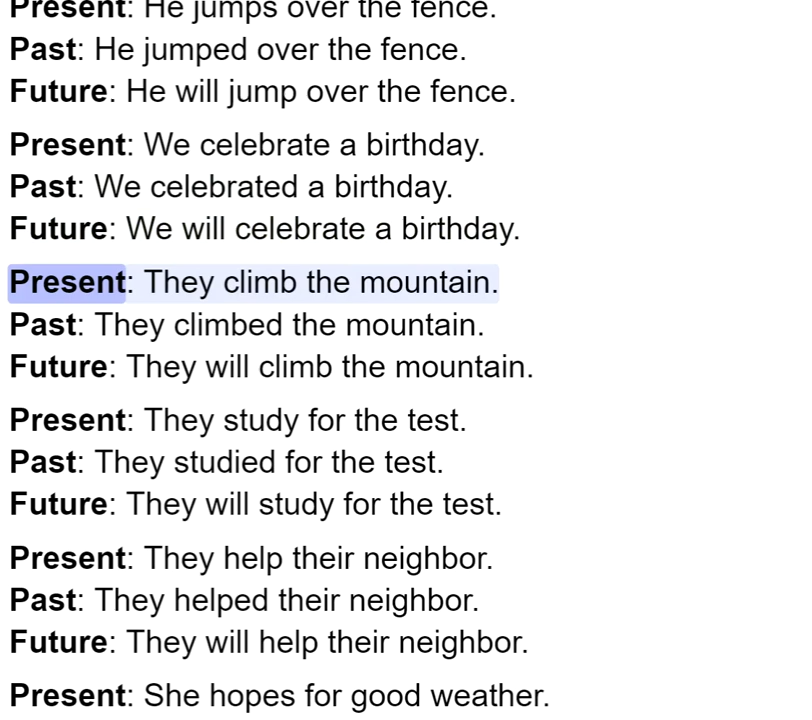 Present: He jumps over the fence.
Past: He jumped over the fence.
Future: He will jump over the fence.
Present: We celebrate a birthday.
Past: We celebrated a birthday.
Future: We will celebrate a birthday.
Present: They climb the mountain.
Past: They climbed the mountain.
Future: They will climb the mountain.
Present: They study for the test.
Past: They studied for the test.
Future: They will study for the test.
Present: They help their neighbor.
Past: They helped their neighbor.
Future: They will help their neighbor.
Present: She hopes for good weather.